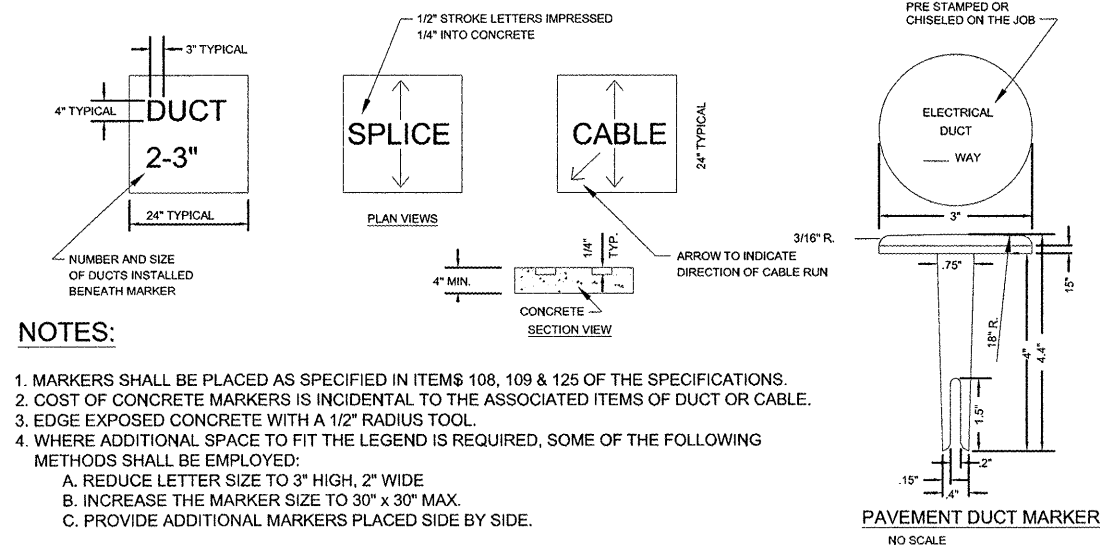 1/2" STROKE LETTERS IMPRESSED
1/4" INTO CONCRETE
3" TYPICAL
4" TYPICAL
DUCT
2-3"
24" TYPICAL
NUMBER AND SIZE
OF DUCTS INSTALLED
BENEATH MARKER
SPLICE
PLAN VIEWS
CABLE
24" TYPICAL
ARROW TO INDICATE
DIRECTION OF CABLE RUN
4" MIN.
1/4"
TYP.
CONCRETE
SECTION VIEW
PRE STAMPED OR
CHISELED ON THE JOB
ELECTRICAL
DUCT
___ WAY
3"
3/16" R.
.75"
.15"
18" R.
4"
4.4"
1.5"
.2"
.15"
.4"
PAVEMENT DUCT MARKER
NO SCALE
NOTES:
1. MARKERS SHALL BE PLACED AS SPECIFIED IN ITEM$ 108, 109 & 125 OF THE SPECIFICATIONS.
2. COST OF CONCRETE MARKERS IS INCIDENTAL TO THE ASSOCIATED ITEMS OF DUCT OR CABLE.
3. EDGE EXPOSED CONCRETE WITH A 1/2" RADIUS TOOL.
4. WHERE ADDITIONAL SPACE TO FIT THE LEGEND IS REQUIRED, SOME OF THE FOLLOWING
METHODS SHALL BE EMPLOYED:
A. REDUCE LETTER SIZE TO 3" HIGH, 2" WIDE
B. INCREASE THE MARKER SIZE TO 30" x 30" MAX.
C. PROVIDE ADDITIONAL MARKERS PLACED SIDE BY SIDE.